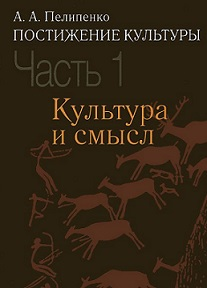 А. А. Пелипенко
ПОСТИЖЕНИЕ КУЛЬТУРЫ
Часть 1
Культура
и смысл